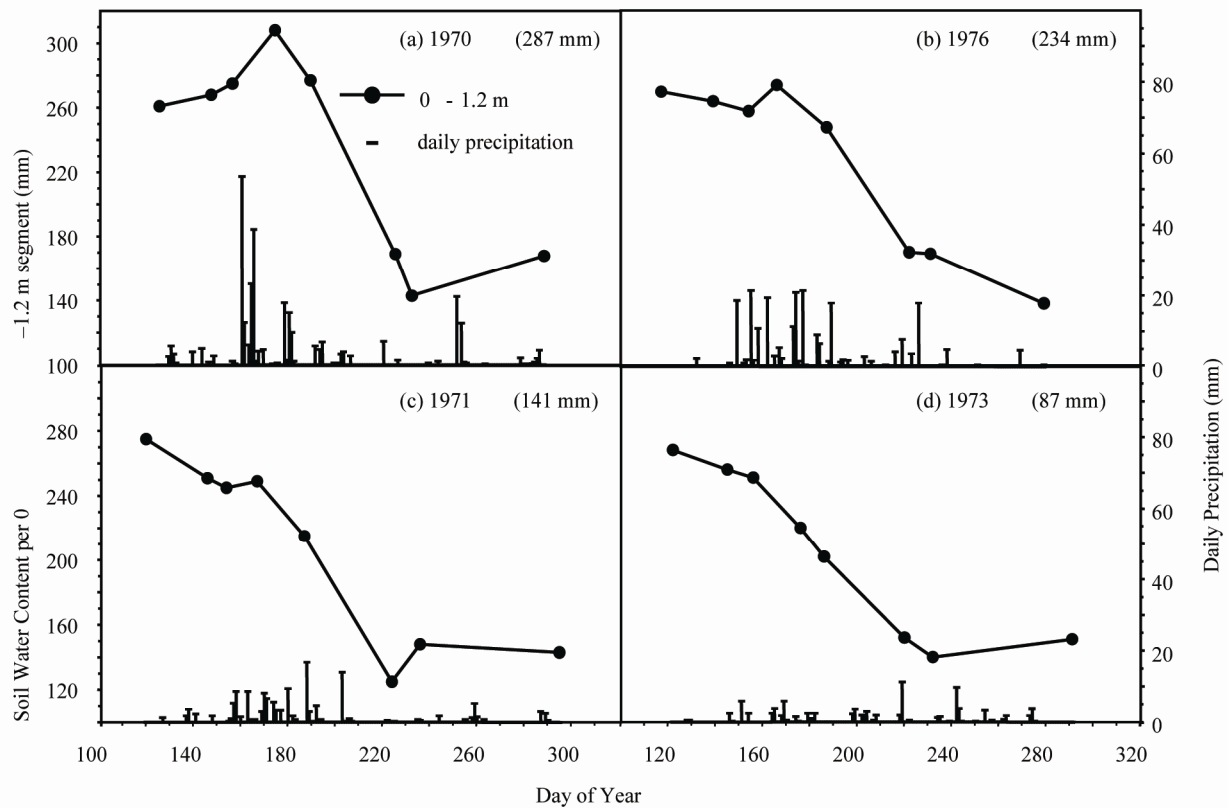 (a) 1970 (287 mm)
0 - 1.2 m
daily precipitation
(b) 1976 (234 mm)
(c) 1971 (141 mm)
(d) 1973 (87 mm)
300
260
220
180
140
100
280
240
200
160
120
80
60
40
20
0
80
60
40
20
0
100 140 180 220 260 300
120 160 200 240 280 320
Soil Water Content per 0 –1.2 m segment (mm)
Daily Precipitation (mm)
Day of Year